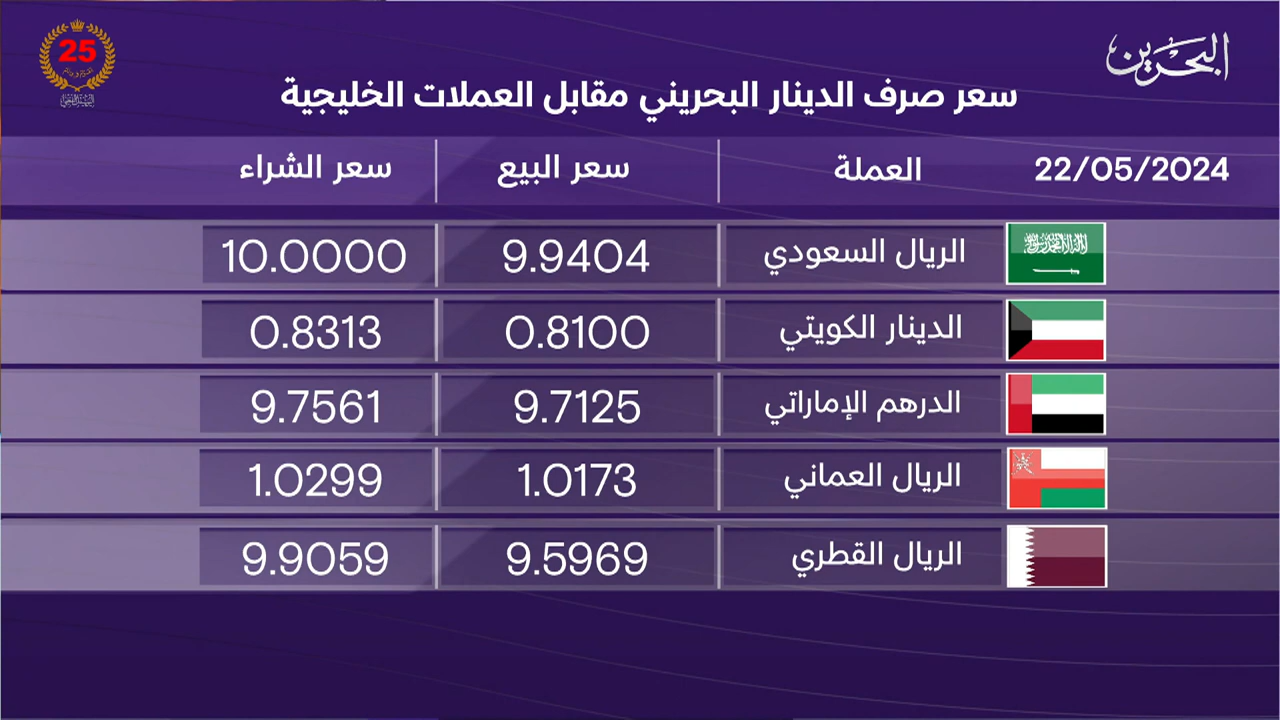 البحرين
25
سعر صرف الدينار البحريني مقابل العملات الخليجية
22/05/2024 العملة سعر البيع سعر الشراء
الريال السعودي 9.9404 10.0000
الدينار الكويتي 0.8100 0.8313
الدرهم الإماراتي 9.7125 9.7561
الريال العماني 1.0173 1.0299
الريال القطري 9.5969 9.9059